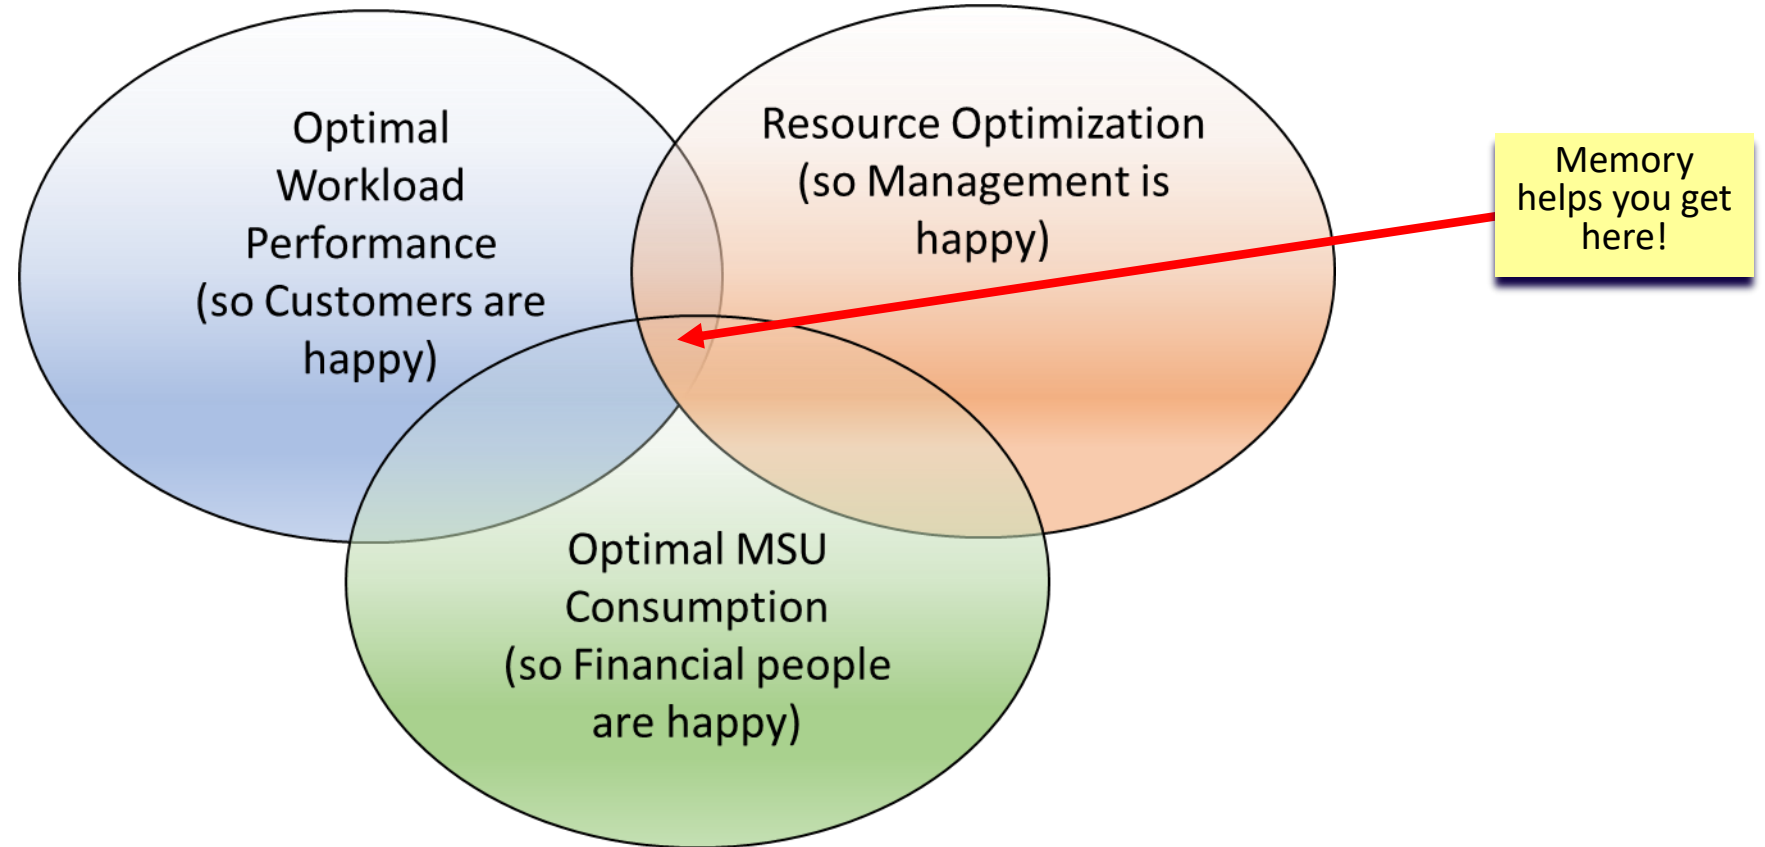 Optimal
Workload
Performance
(so Customers are
happy)
Resource Optimization
(so Management is
happy)
Memory
helps you get
here!
Optimal MSU
Consumption
(so Financial people
are happy)